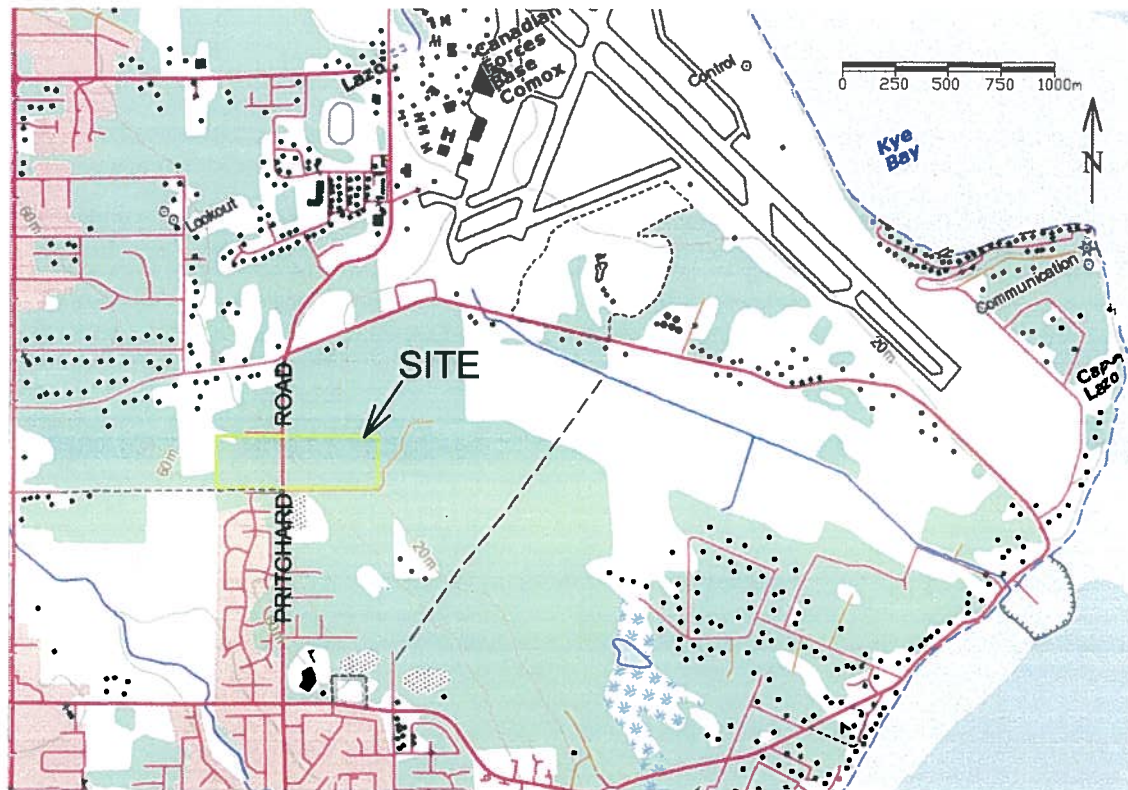 Canadian
Forces
Base
Comox
Lazo
Control
0 250 500 750 1000m
N
Kye
Bay
Lookout
60m
Communication
20m
Cape
Lazo
SITE
PRITCHARD ROAD
60m
20m